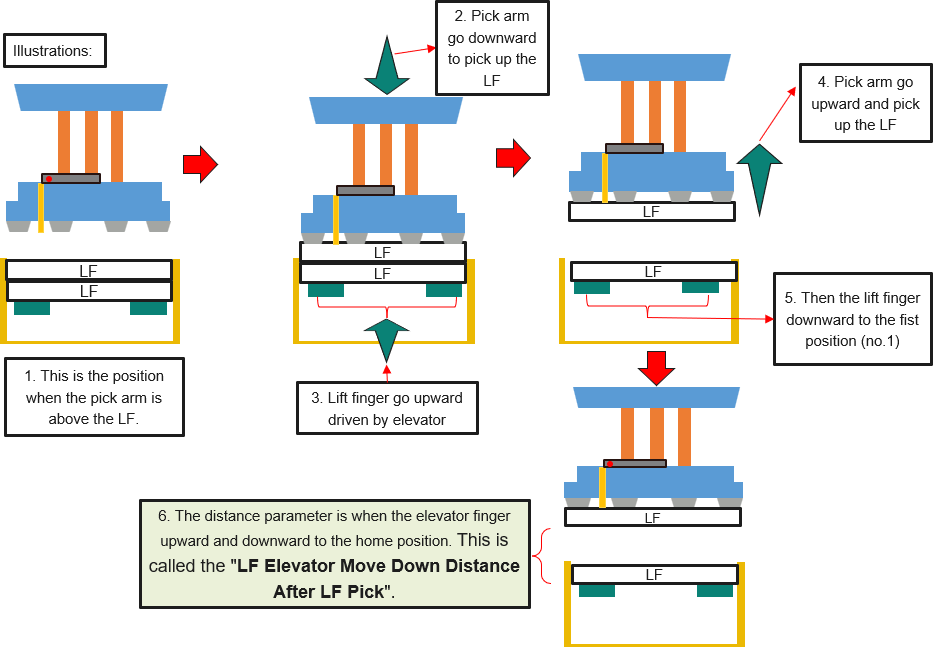 Illustrations:
2. Pick arm
go downward
to pick up the
LF
4. Pick arm go
upward and pick
up the LF
LF
LF
LF
LF
LF
LF
1. This is the position
when the pick arm is
above the LF.
3. Lift finger go upward
driven by elevator
5. Then the lift finger
downward to the fist
position (no.1)
6. The distance parameter is when the elevator finger
upward and downward to the home position. This is
called the "LF Elevator Move Down Distance
After LF Pick".
LF
LF